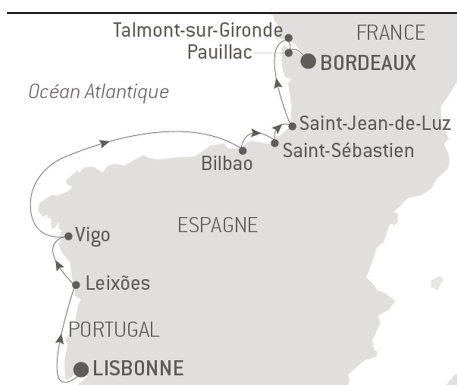 Talmont-sur-Gironde
FRANCE
Pauillac
BORDEAUX
Océan Atlantique
Saint-Jean-de-Luz
Saint-Sébastien
Bilbao
ESPAGNE
Vigo
Leixões
PORTUGAL
LISBONNE